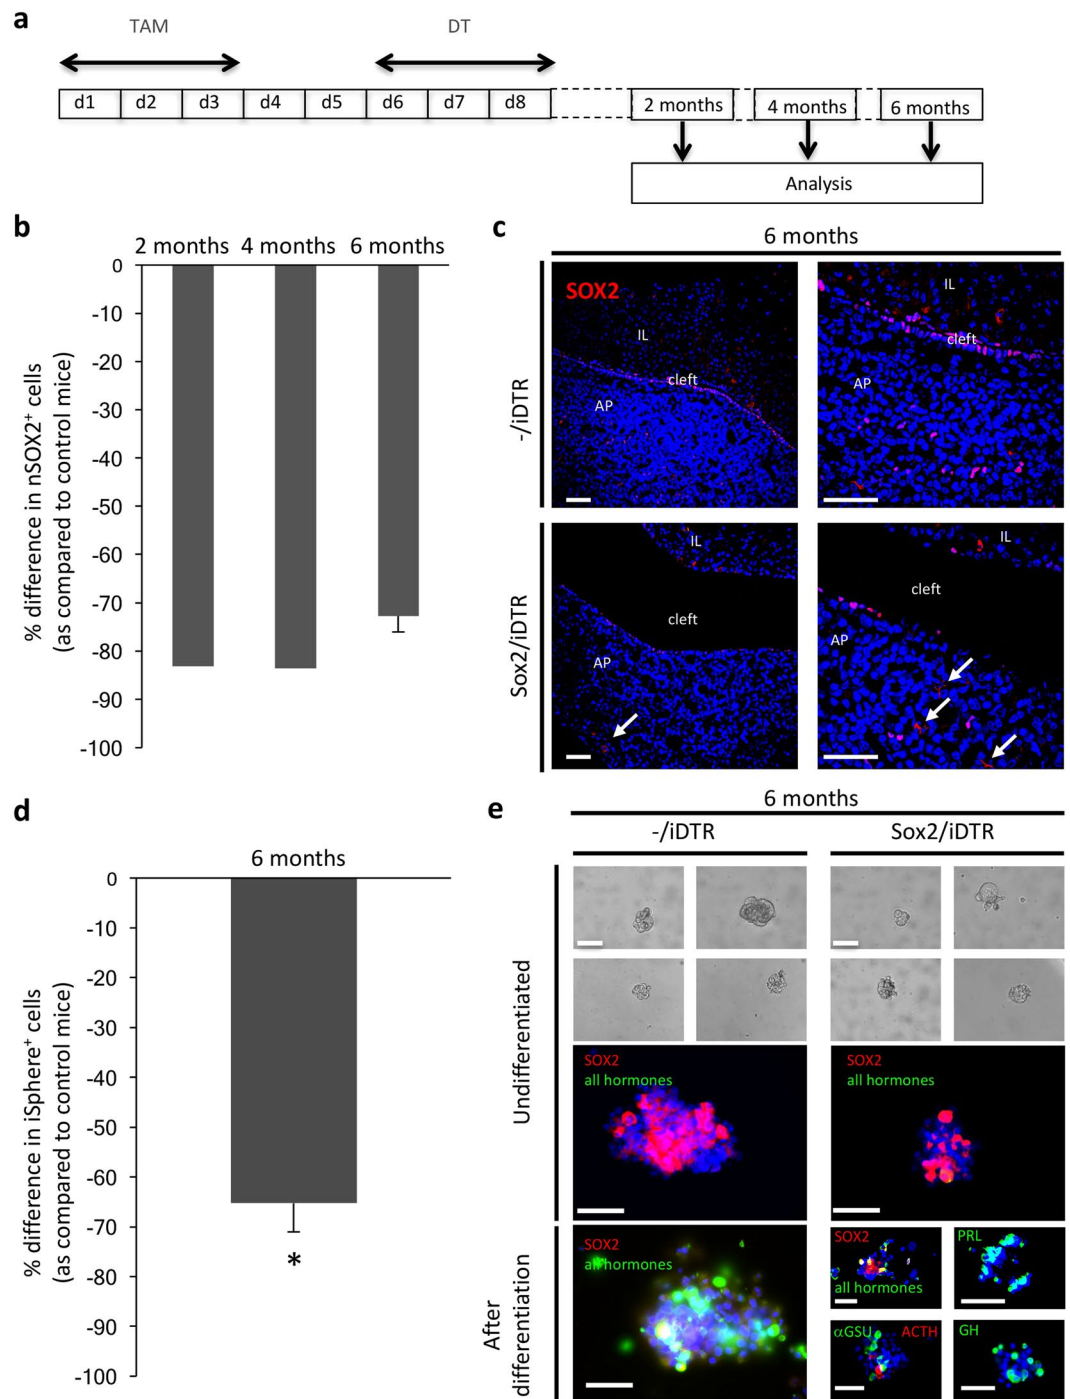 a
TAM
DT
d1 d2 d3 d4 d5 d6 d7 d8
2 months 4 months 6 months
Analysis
b
2 months 4 months 6 months
% difference in nSOX2⁺ cells
(as compared to control mice)
0
-10
-20
-30
-40
-50
-60
-70
-80
-90
-100
c
6 months
-/iDTR
SOX2
IL
cleft
AP
IL
cleft
AP
Sox2/iDTR
IL
cleft
AP
IL
cleft
AP
d
6 months
% difference in iSphere⁺ cells
(as compared to control mice)
0
-10
-20
-30
-40
-50
-60
-70
-80
-90
-100
*
e
6 months
-/iDTR
Sox2/iDTR
Undifferentiated
SOX2
all hormones
SOX2
all hormones
After
differentiation
SOX2
all hormones
SOX2
all hormones
PRL
αGSU ACTH
GH